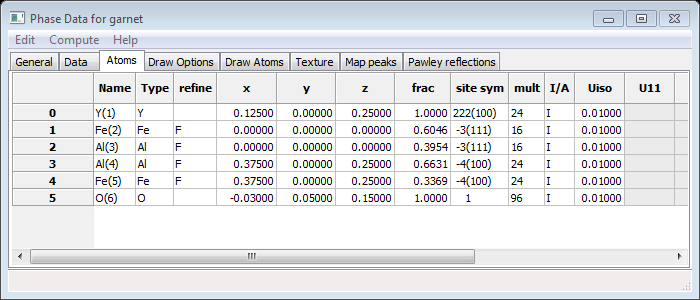 Phase Data for garnet
Edit Compute Help
General Data Atoms Draw Options Draw Atoms Texture Map peaks Pawley reflections
Name Type refine x y z frac site sym mult I/A Uiso U11
0 Y(1) Y 0.12500 0.00000 0.25000 1.0000 222(100) 24 I 0.01000
1 Fe(2) Fe F 0.00000 0.00000 0.00000 0.6046 -3(111) 16 I 0.01000
2 Al(3) Al F 0.00000 0.00000 0.00000 0.3954 -3(111) 16 I 0.01000
3 Al(4) Al F 0.37500 0.00000 0.25000 0.6631 -4(100) 24 I 0.01000
4 Fe(5) Fe F 0.37500 0.00000 0.25000 0.3369 -4(100) 24 I 0.01000
5 O(6) O -0.03000 0.05000 0.15000 1.0000 1 96 I 0.01000